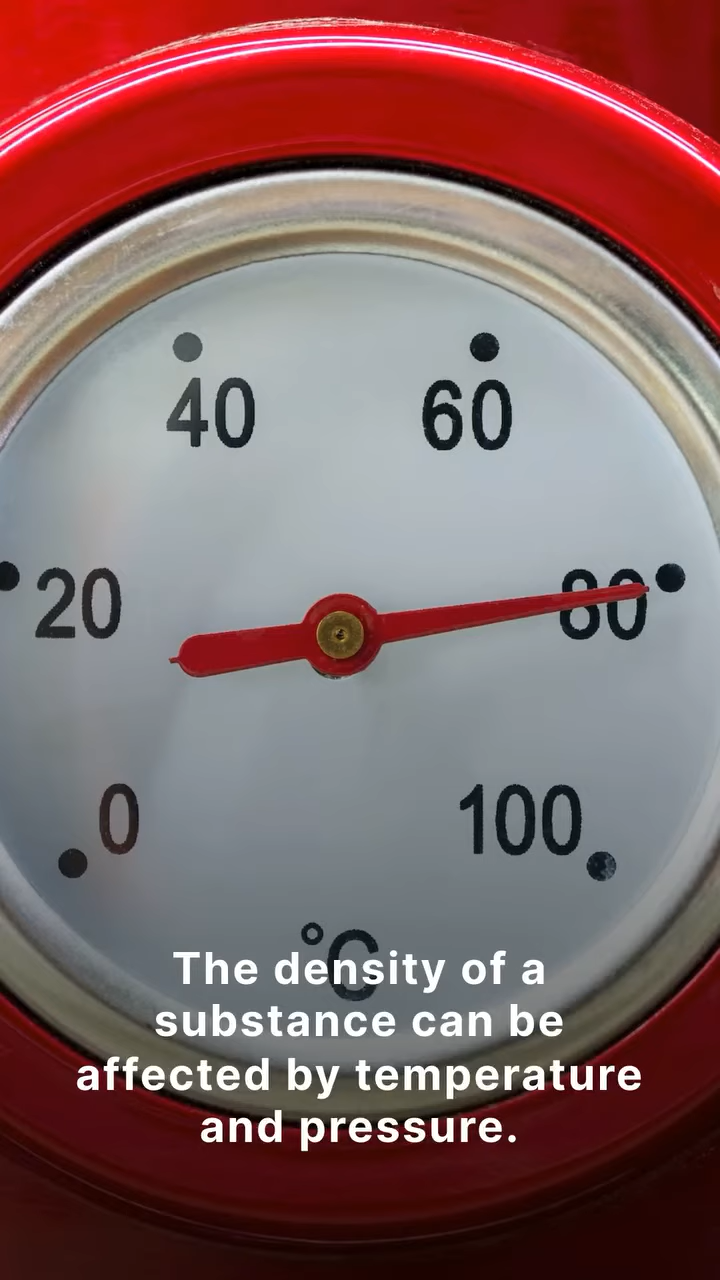 40 60
20 80
0 100
°C
The density of a
substance can be
affected by temperature
and pressure.